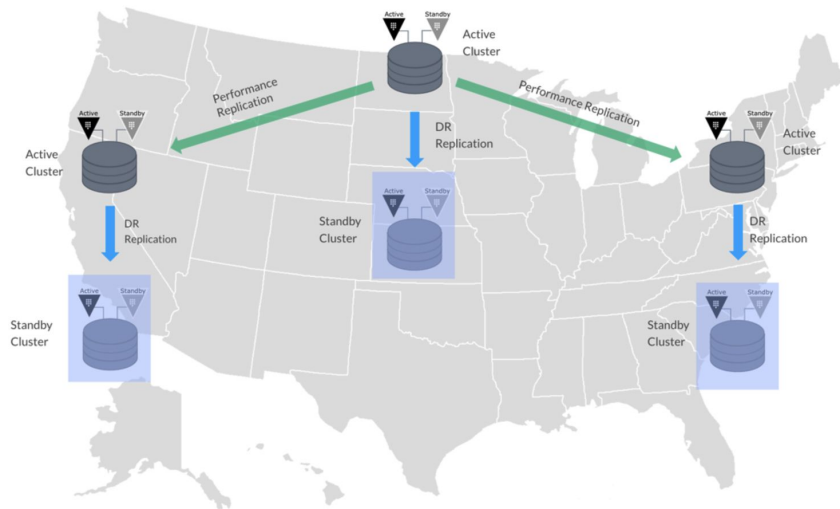 Active Standby
Active
Cluster
Performance
Replication
Performance Replication
DR
Replication
Active Standby
Active
Cluster
Active Standby
Active
Cluster
Active Standby
Standby
Cluster
DR
Replication
DR
Replication
Active Standby
Standby
Cluster
Active Standby
Standby
Cluster